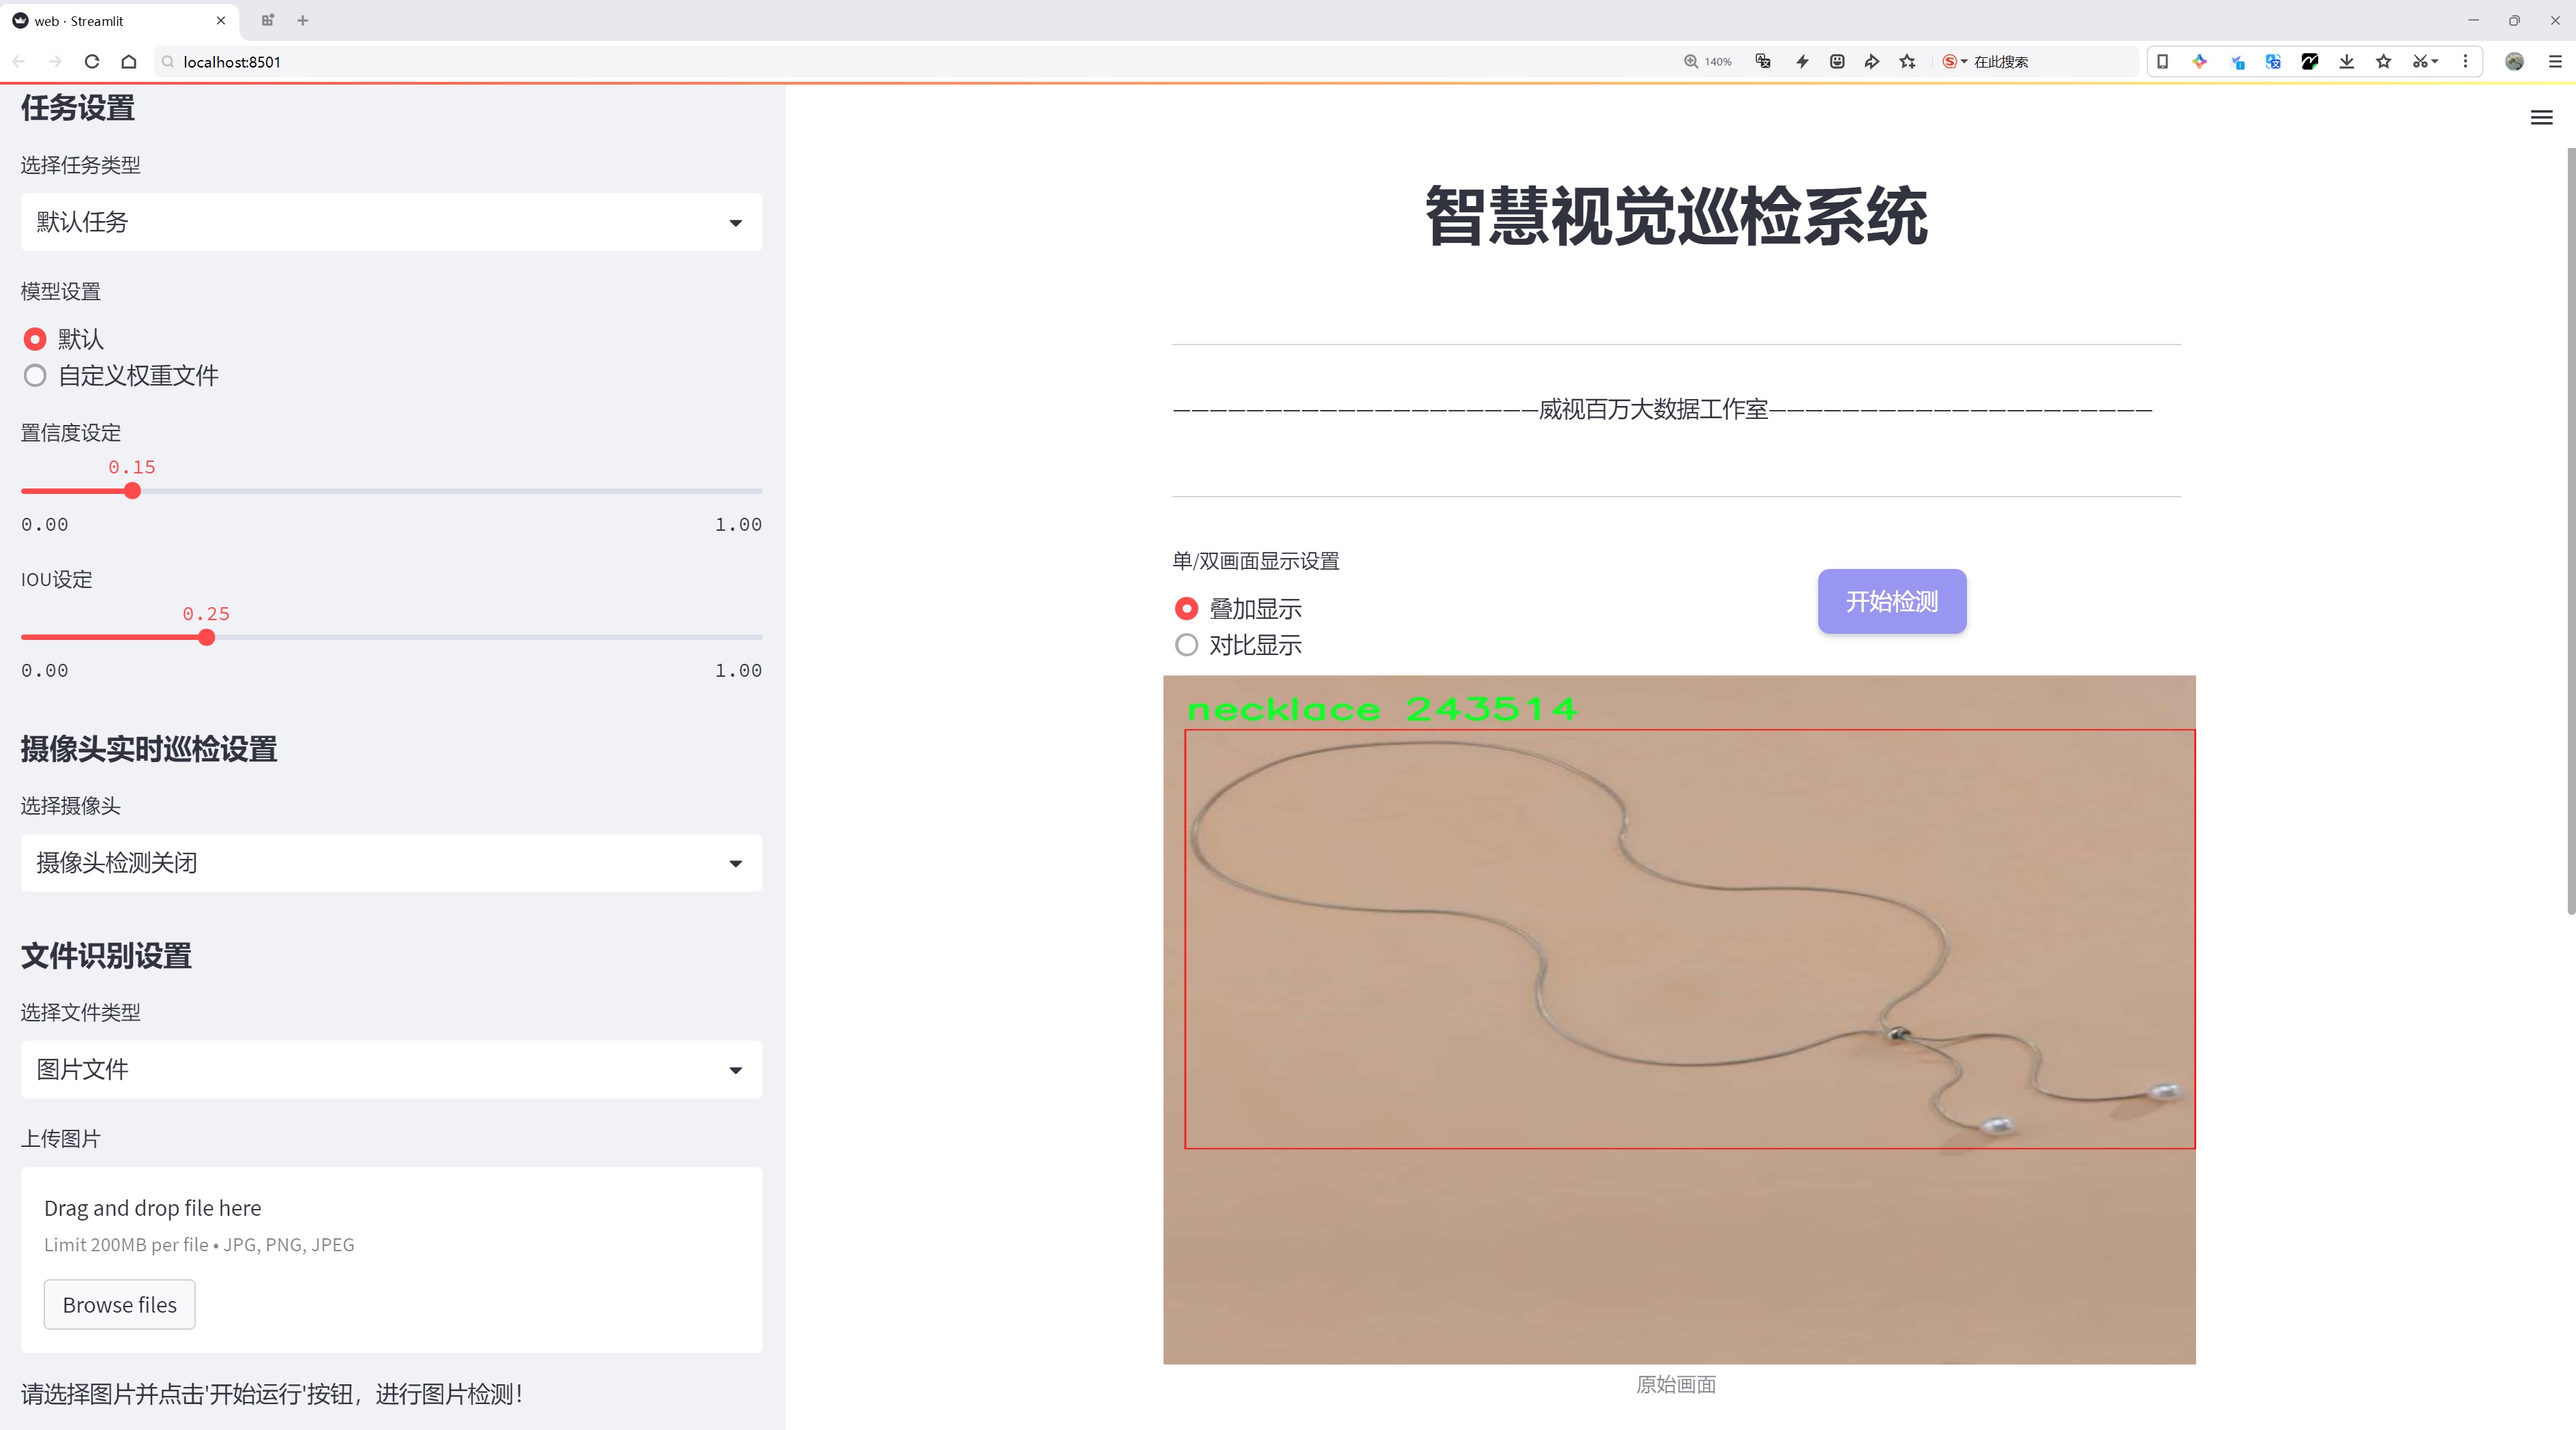 web · Streamlit
localhost:8501
140%
在此搜索
任务设置
选择任务类型
默认任务
模型设置
默认
自定义权重文件
置信度设定
0.15
0.00
1.00
IOU设定
0.25
0.00
1.00
摄像头实时巡检设置
选择摄像头
摄像头检测关闭
文件识别设置
选择文件类型
图片文件
上传图片
Drag and drop file here
Limit 200MB per file • JPG, PNG, JPEG
Browse files
请选择图片并点击'开始运行'按钮，进行图片检测！
智慧视觉巡检系统
————————————————————威视百万大数据工作室—————————————————————
单/双画面显示设置
叠加显示
对比显示
开始检测
necklace 243514
原始画面